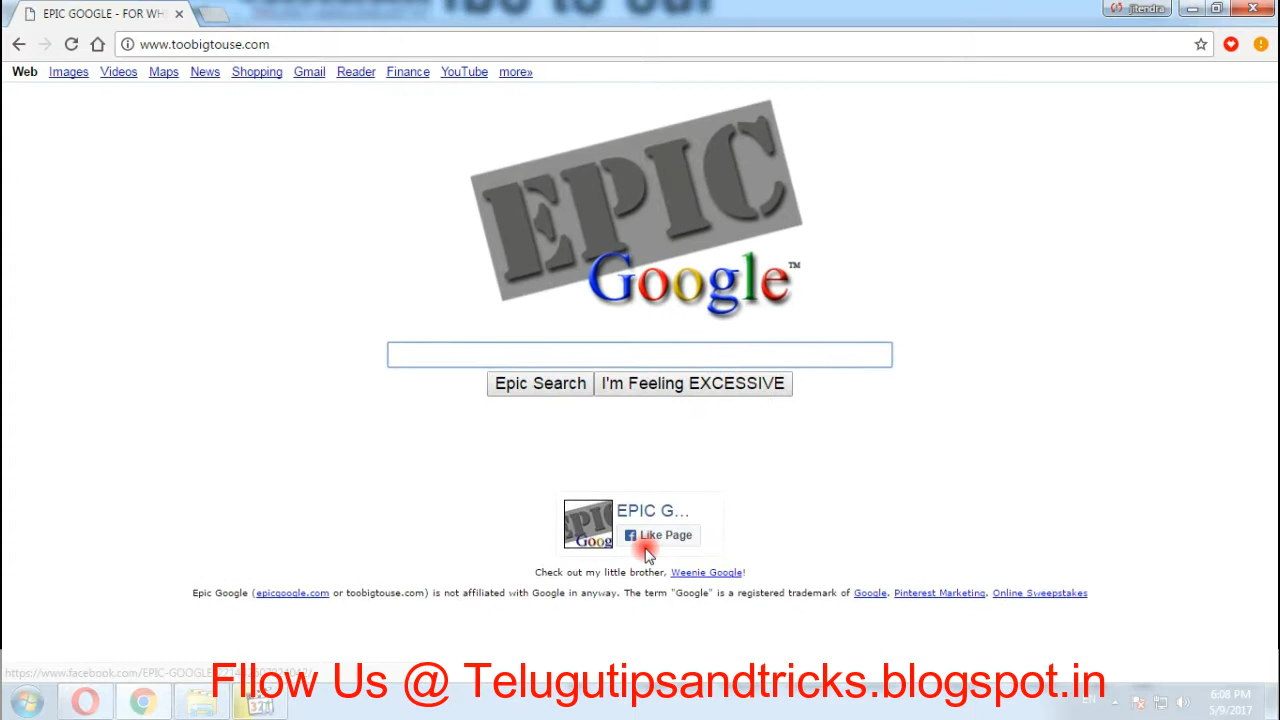 EPIC GOOGLE - FOR WH
jitendra
www.toobigtouse.com
Web Images Videos Maps News Shopping Gmail Reader Finance YouTube more»
EPIC
Google™
Epic Search I'm Feeling EXCESSIVE
EPIC G...
Like Page
Check out my little brother, Weenie Google!
Epic Google (epicgoogle.com or toobigtouse.com) is not affiliated with Google in anyway. The term "Google" is a registered trademark of Google. Pinterest Marketing. Online Sweepstakes
Fllow Us @ Telugutipsandtricks.blogspot.in
EN
6:08 PM
5/9/2017